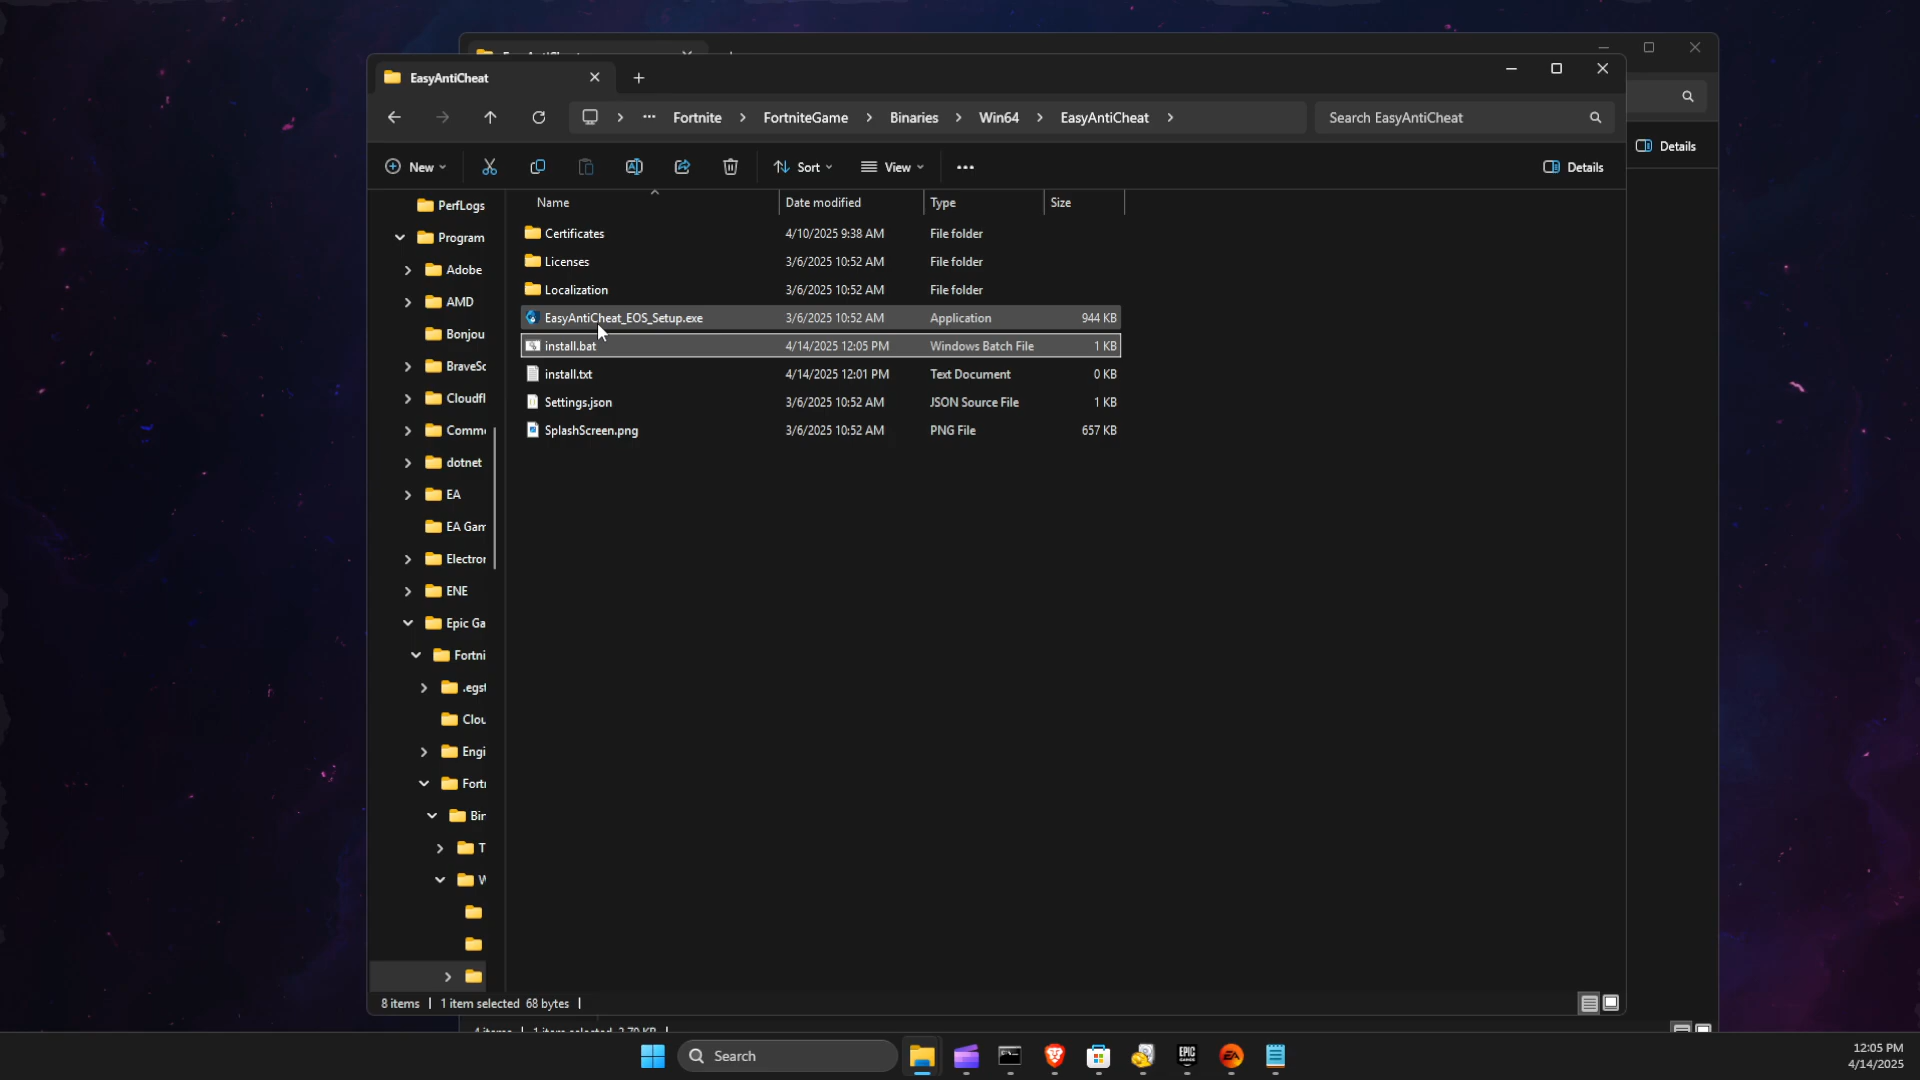 EasyAntiCheat
Fortnite
FortniteGame
Binaries
Win64
EasyAntiCheat
Search EasyAntiCheat
New
Sort
View
Details
Details
Name
Date modified
Type
Size
PerfLogs
Program
Adobe
AMD
Bonjou
BraveSo
Cloudfl
Comm
dotnet
EA
EA Gam
Electron
ENE
Epic Ga
Fortni
.egst
Clou
Engi
Fort
Bin
T
W
Certificates 4/10/2025 9:38 AM File folder
Licenses 3/6/2025 10:52 AM File folder
Localization 3/6/2025 10:52 AM File folder
EasyAntiCheat_EOS_Setup.exe 3/6/2025 10:52 AM Application 944 KB
install.bat 4/14/2025 12:05 PM Windows Batch File 1 KB
install.txt 4/14/2025 12:01 PM Text Document 0 KB
Settings.json 3/6/2025 10:52 AM JSON Source File 1 KB
SplashScreen.png 3/6/2025 10:52 AM PNG File 657 KB
8 items 1 item selected 68 bytes
Search
EPIC
GAMES
EA
12:05 PM
4/14/2025